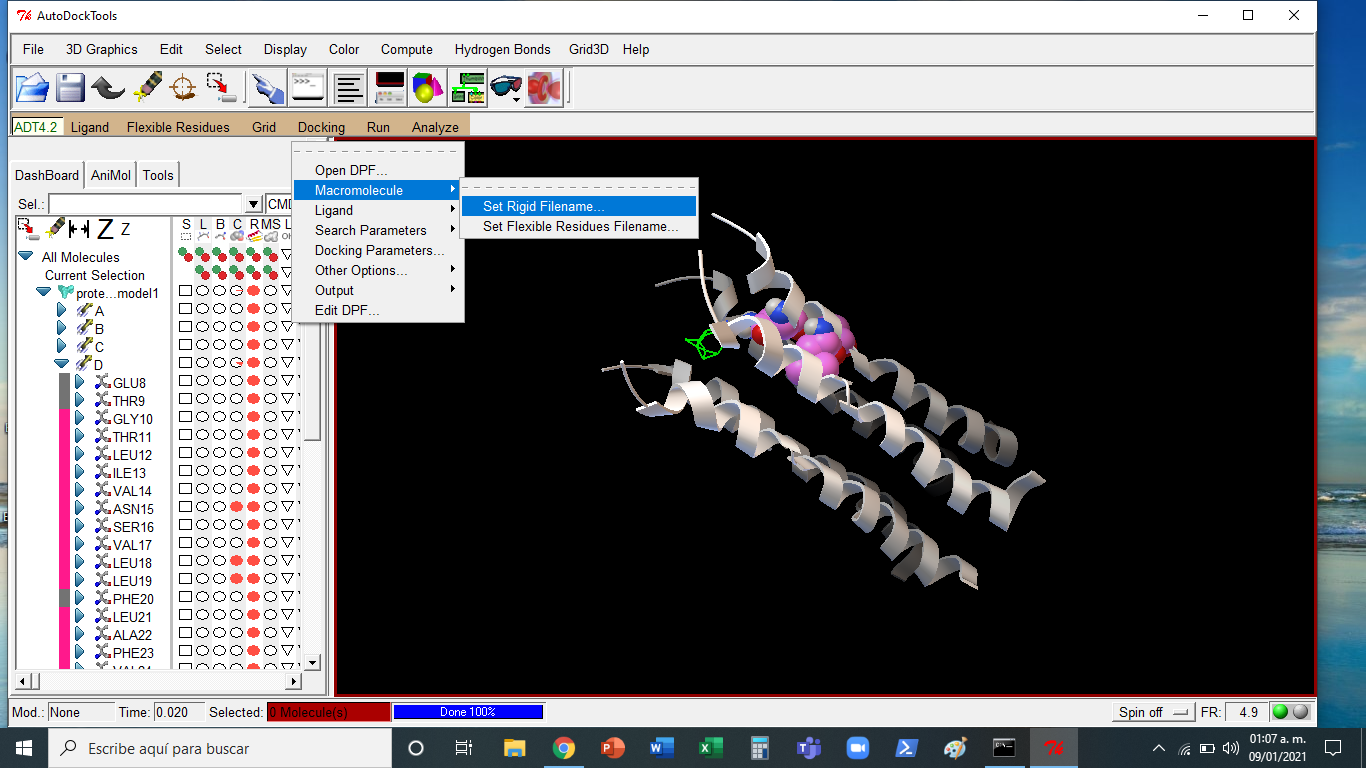 AutoDockTools
File 3D Graphics Edit Select Display Color Compute Hydrogen Bonds Grid3D Help
>>>
ADT4.2 Ligand Flexible Residues Grid Docking Run Analyze
Open DPF...
Macromolecule
Ligand
Search Parameters
Docking Parameters...
Other Options...
Output
Edit DPF...
Set Rigid Filename...
Set Flexible Residues Filename...
DashBoard AniMol Tools
Sel.: CMD
Z Z S L B C R MS L
All Molecules
Current Selection
prote...model1
A
B
C
D
GLU8
THR9
GLY10
THR11
LEU12
ILE13
VAL14
ASN15
SER16
VAL17
LEU18
LEU19
PHE20
LEU21
ALA22
PHE23
Mod.: None Time: 0.020 Selected: 0 Molecule(s) Done 100% Spin off FR: 4.9
Escribe aquí para buscar
01:07 a. m.
09/01/2021